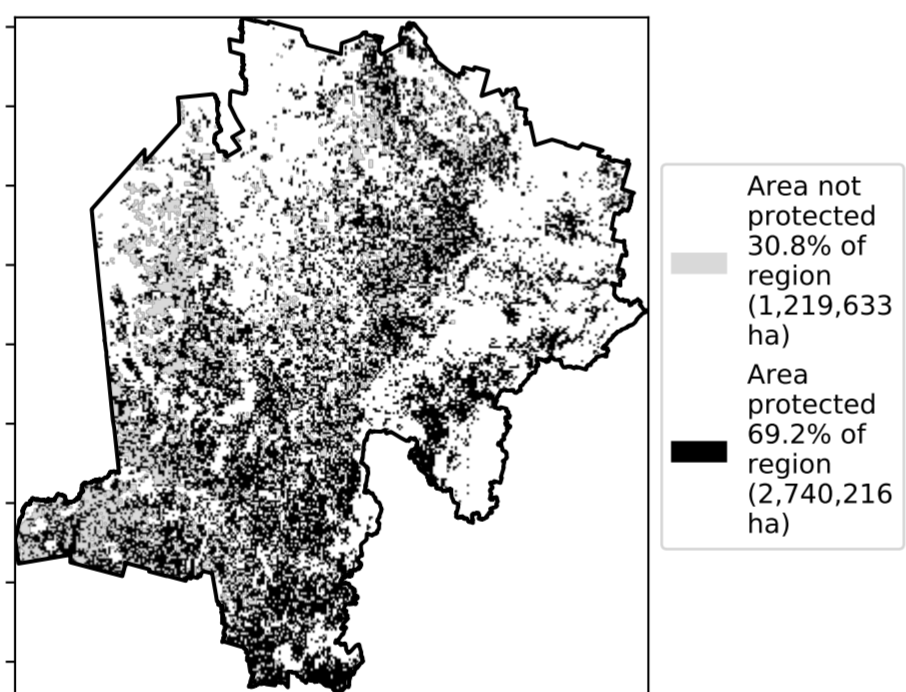 Area not
protected
30.8% of
region
(1,219,633
ha)
Area
protected
69.2% of
region
(2,740,216
ha)